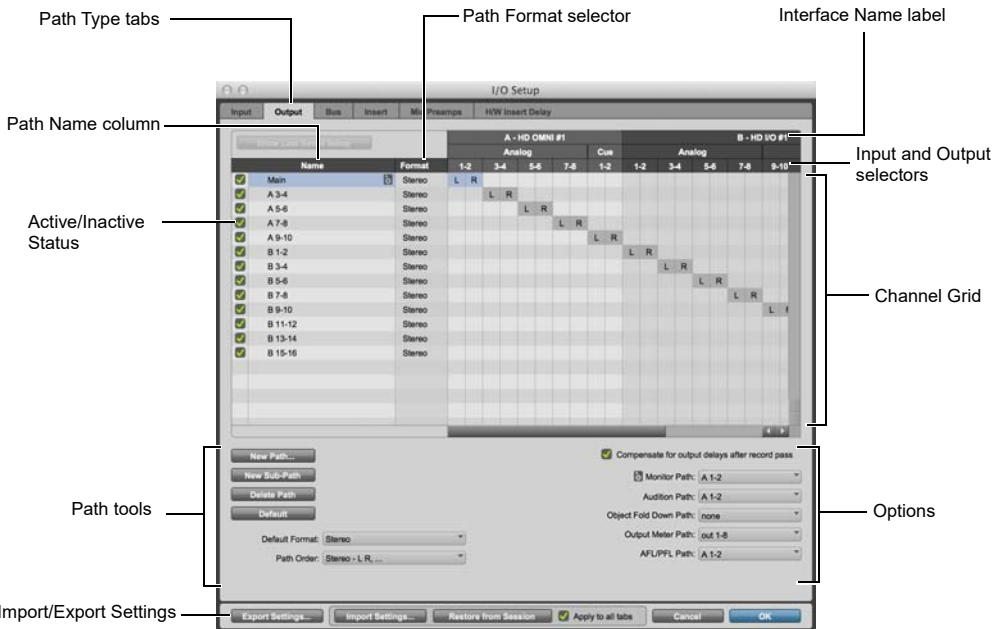 Path Type tabs
Path Format selector
Interface Name label
I/O Setup
Input Output Bus Insert Mic Preamps H/W Insert Delay
Path Name column
A - HD OMNI #1 B - HD I/O #1
Analog Cue Analog
Input and Output selectors
Name Format 1-2 3-4 5-6 7-8 1-2 1-2 3-4 5-6 7-8 9-10
Main Stereo L R
A 3-4 Stereo L R
A 5-6 Stereo L R
Active/Inactive Status
A 7-8 Stereo L R
A 9-10 Stereo L R
B 1-2 Stereo L R
B 3-4 Stereo L R
B 5-6 Stereo L R
B 7-8 Stereo L R
Channel Grid
B 9-10 Stereo L
B 11-12 Stereo
B 13-14 Stereo
B 15-16 Stereo
New Path...
Compensate for output delays after record pass
New Sub-Path
Monitor Path: A 1-2
Delete Path
Audition Path: A 1-2
Path tools
Default
Object Fold Down Path: none
Options
Default Format: Stereo
Output Meter Path: out 1-8
Path Order: Stereo - L R, ...
AFL/PFL Path: A 1-2
Import/Export Settings
Export Settings... Import Settings... Restore from Session Apply to all tabs Cancel OK